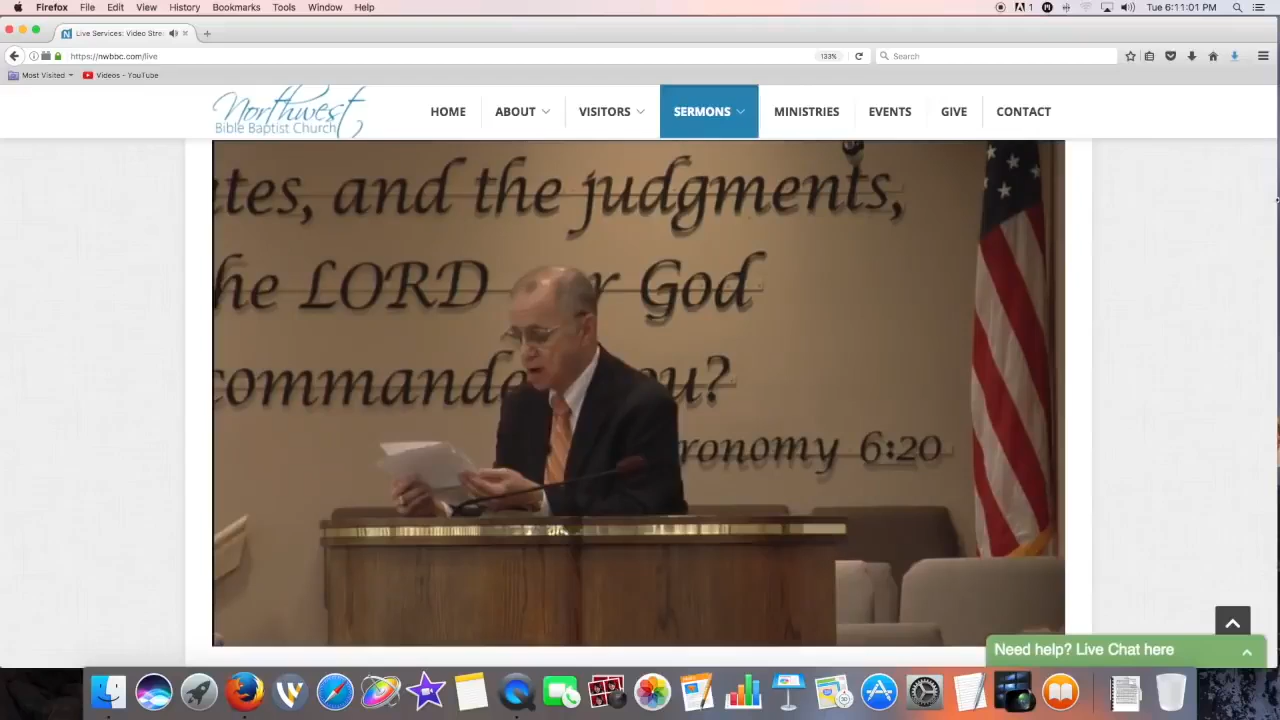 Firefox File Edit View History Bookmarks Tools Window Help
1 Tue 6:11:01 PM
Live Services: Video Stre
https://nwbbc.com/live
133%
Search
Most Visited
Videos - YouTube
Northwest
Bible Baptist Church
HOME ABOUT VISITORS SERMONS MINISTRIES EVENTS GIVE CONTACT
tes, and the judgments,
he LORD r God
commande ou?
ronomy 6:20
Need help? Live Chat here